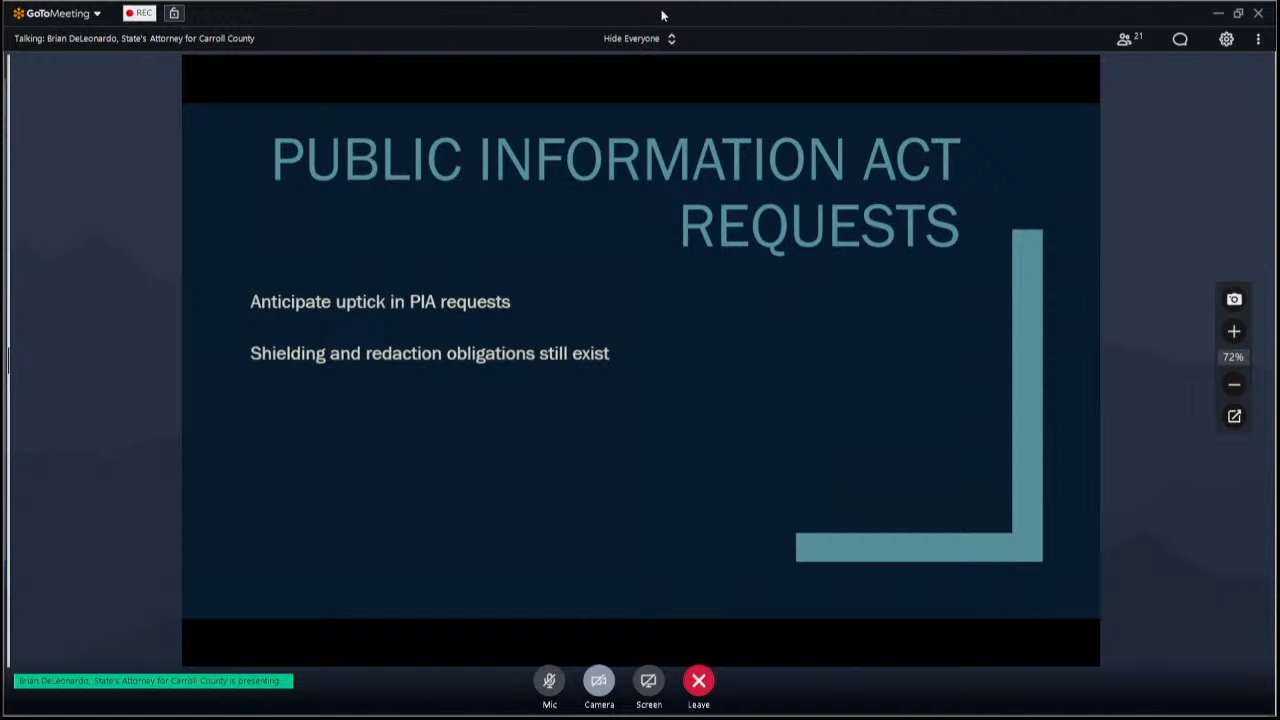 GoToMeeting
REC
Talking: Brian DeLeonardo, State's Attorney for Carroll County
Hide Everyone
21
PUBLIC INFORMATION ACT
REQUESTS
Anticipate uptick in PIA requests
Shielding and redaction obligations still exist
72%
Brian DeLeonardo, State's Attorney for Carroll County is presenting.
Mic
Camera
Screen
Leave